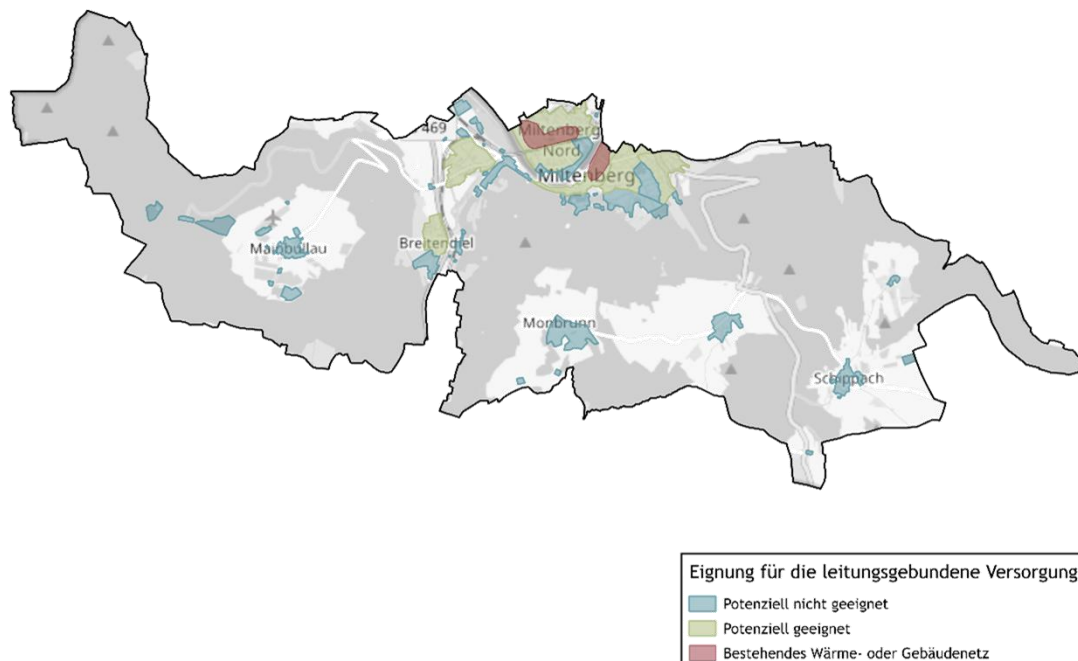 469
Miltenberg
Nord
Miltenberg
Mainbullau
Breitendiel
Monbrunn
Schippach
Eignung für die leitungsgebundene Versorgung
Potenziell nicht geeignet
Potenziell geeignet
Bestehendes Wärme- oder Gebäudenetz